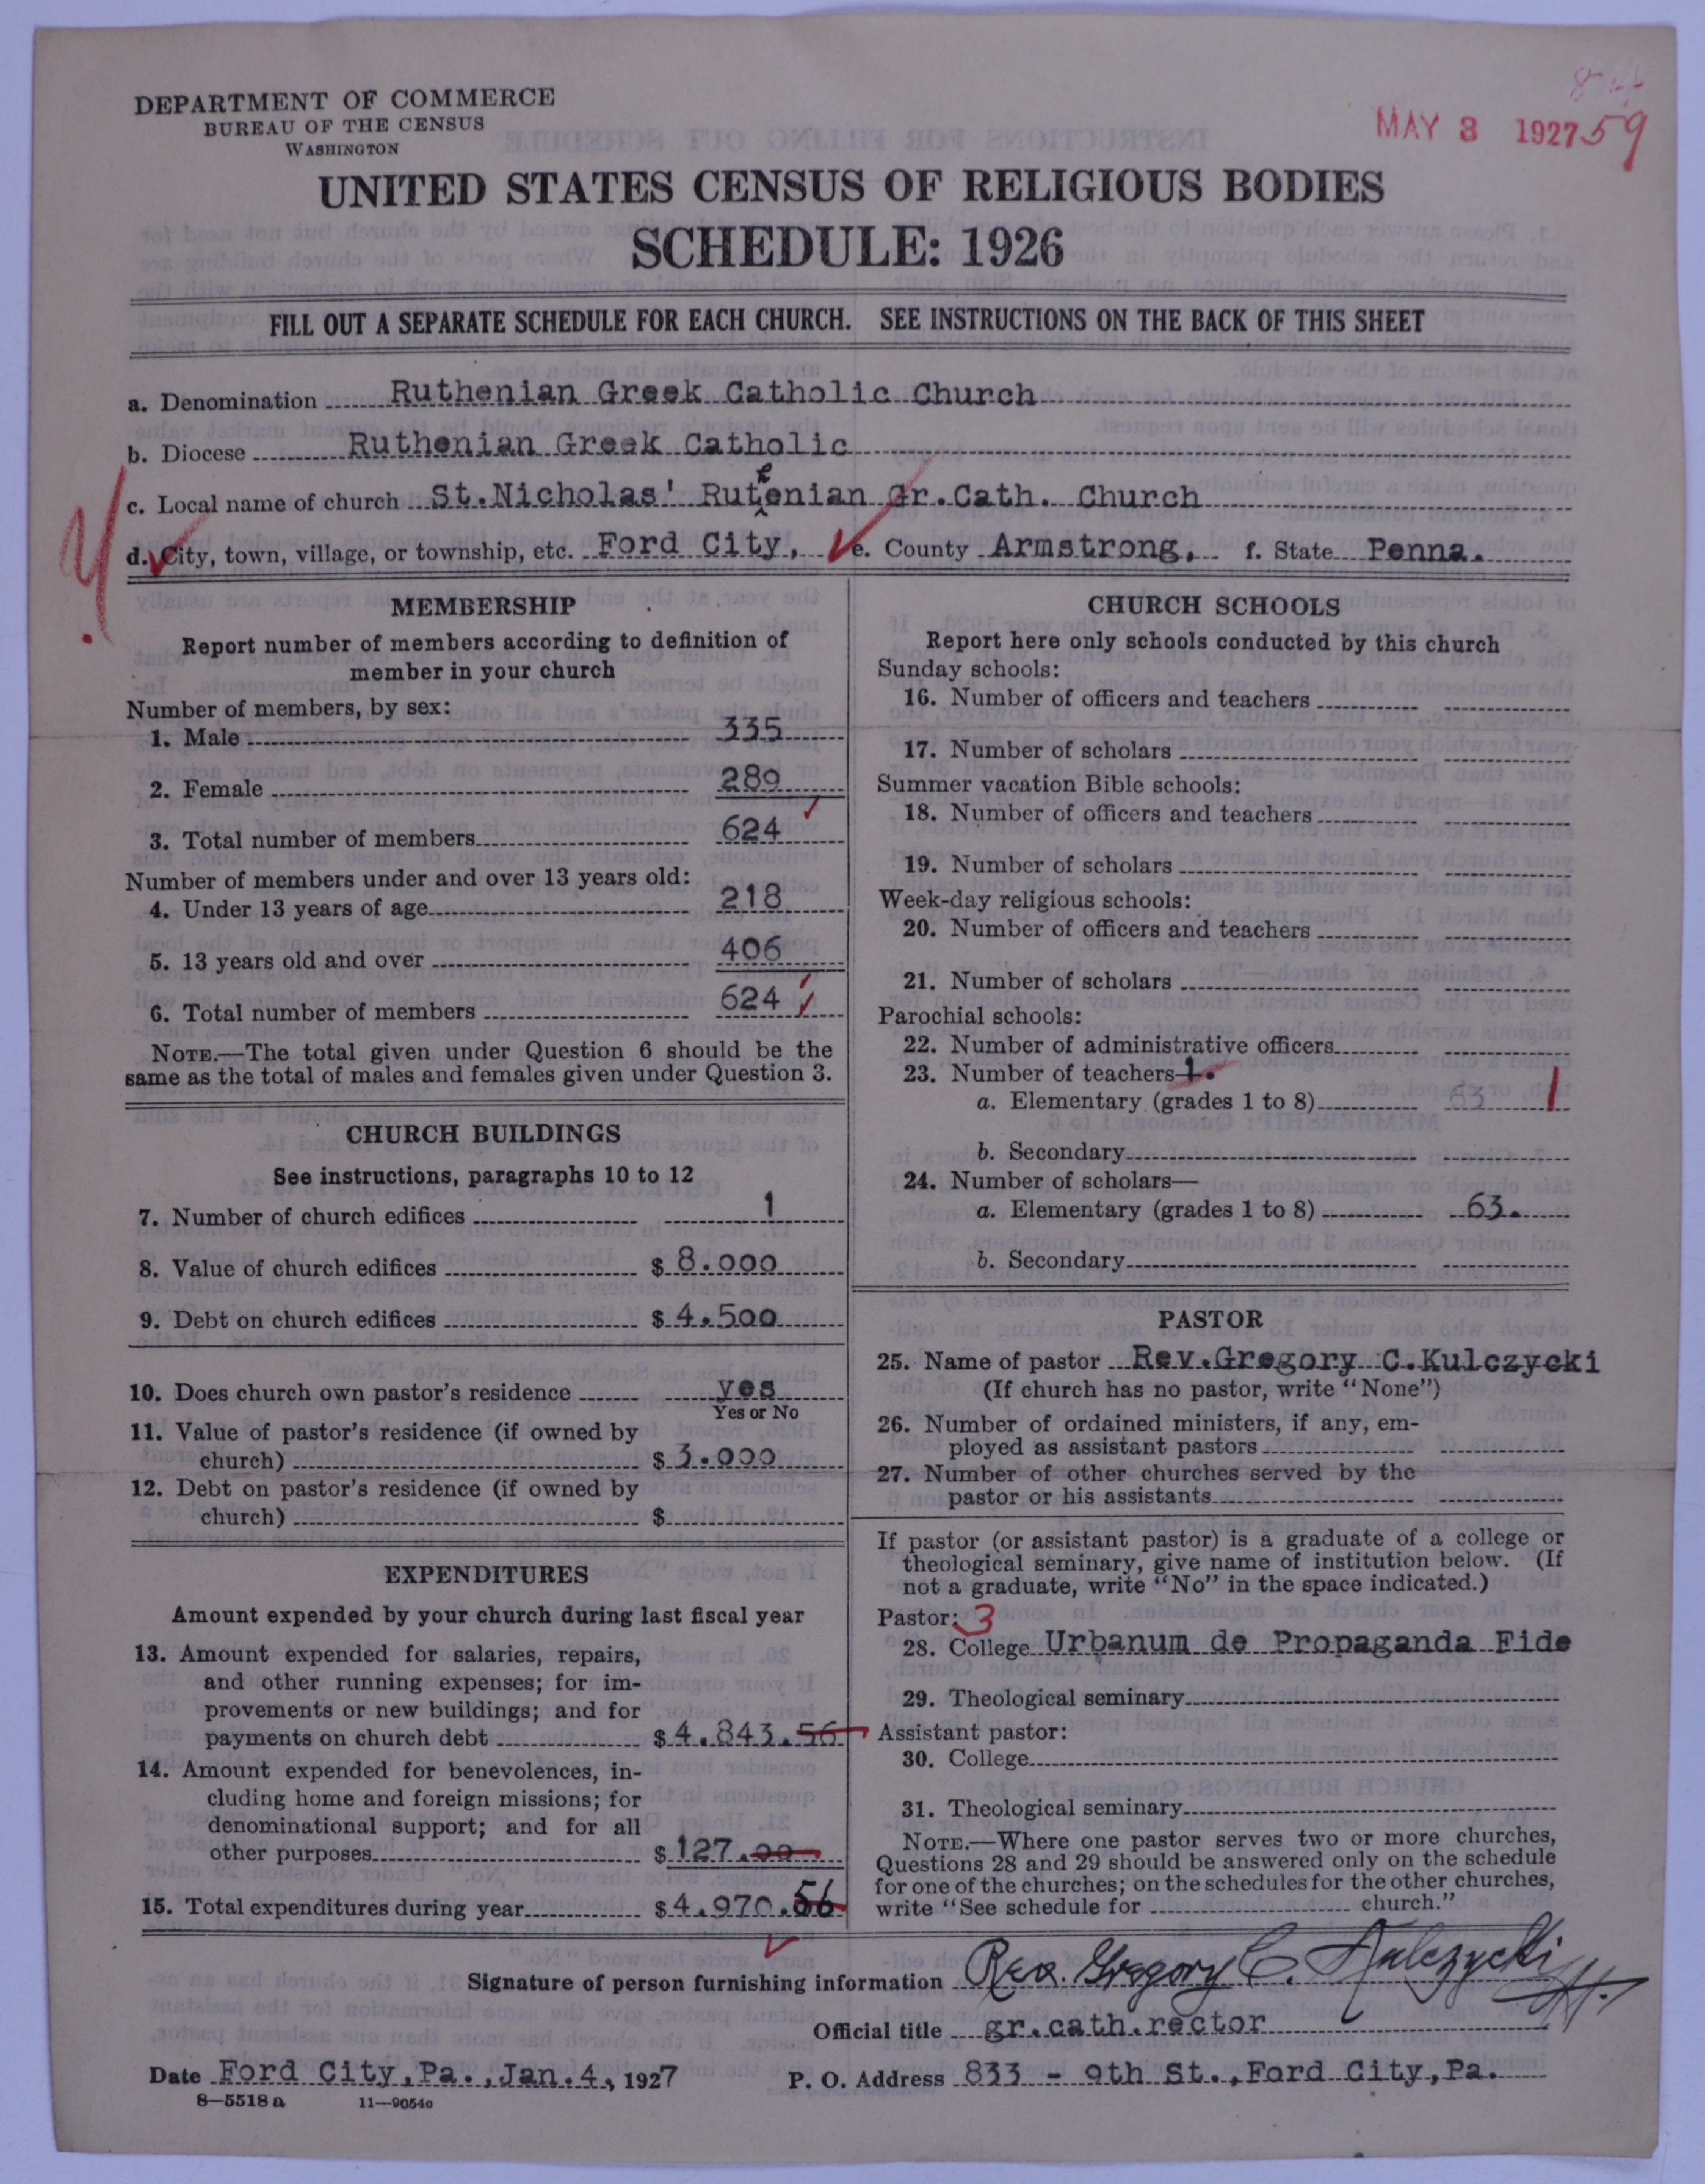 DEPARTMENT OF COMMERCE
BUREAU OF THE CENSUS
WASHINGTON
MAY 3 1927 59
UNITED STATES CENSUS OF RELIGIOUS BODIES
SCHEDULE: 1926
FILL OUT A SEPARATE SCHEDULE FOR EACH CHURCH. SEE INSTRUCTIONS ON THE BACK OF THIS SHEET
a. Denomination Ruthenian Greek Catholic Church
b. Diocese Ruthenian Greek Catholic
c. Local name of church St.Nicholas' Ruthenian Gr.Cath. Church
d. City, town, village, or township, etc. Ford City, e. County Armstrong, f. State Penna.
MEMBERSHIP
Report number of members according to definition of
member in your church
Number of members, by sex:
1. Male 335
2. Female 289
3. Total number of members 624
Number of members under and over 13 years old:
4. Under 13 years of age 218
5. 13 years old and over 406
6. Total number of members 624
NOTE.—The total given under Question 6 should be the
same as the total of males and females given under Question 3.
CHURCH BUILDINGS
See instructions, paragraphs 10 to 12
7. Number of church edifices 1
8. Value of church edifices $ 8.000
9. Debt on church edifices $ 4.500
10. Does church own pastor's residence yes
Yes or No
11. Value of pastor's residence (if owned by
church) $ 3.000
12. Debt on pastor's residence (if owned by
church) $
EXPENDITURES
Amount expended by your church during last fiscal year
13. Amount expended for salaries, repairs,
and other running expenses; for im-
provements or new buildings; and for
payments on church debt $ 4.843.56
14. Amount expended for benevolences, in-
cluding home and foreign missions; for
denominational support; and for all
other purposes $ 127.00
15. Total expenditures during year $ 4.970.56
CHURCH SCHOOLS
Report here only schools conducted by this church
Sunday schools:
16. Number of officers and teachers
17. Number of scholars
Summer vacation Bible schools:
18. Number of officers and teachers
19. Number of scholars
Week-day religious schools:
20. Number of officers and teachers
21. Number of scholars
Parochial schools:
22. Number of administrative officers
23. Number of teachers—1.
a. Elementary (grades 1 to 8) 63 1
b. Secondary
24. Number of scholars—
a. Elementary (grades 1 to 8) 63.
b. Secondary
PASTOR
25. Name of pastor Rev.Gregory C.Kulczycki
(If church has no pastor, write "None")
26. Number of ordained ministers, if any, em-
ployed as assistant pastors
27. Number of other churches served by the
pastor or his assistants
If pastor (or assistant pastor) is a graduate of a college or
theological seminary, give name of institution below. (If
not a graduate, write "No" in the space indicated.)
Pastor: 3
28. College Urbanum de Propaganda Fide
29. Theological seminary
Assistant pastor:
30. College
31. Theological seminary
NOTE.—Where one pastor serves two or more churches,
Questions 28 and 29 should be answered only on the schedule
for one of the churches; on the schedules for the other churches,
write "See schedule for church."
Signature of person furnishing information Rev. Gregory C. Kulczycki
Official title gr.cath.rector
Date Ford City,Pa.,Jan.4, 1927 P. O. Address 833 - 9th St.,Ford City,Pa.
8—5518 a 11—9054o